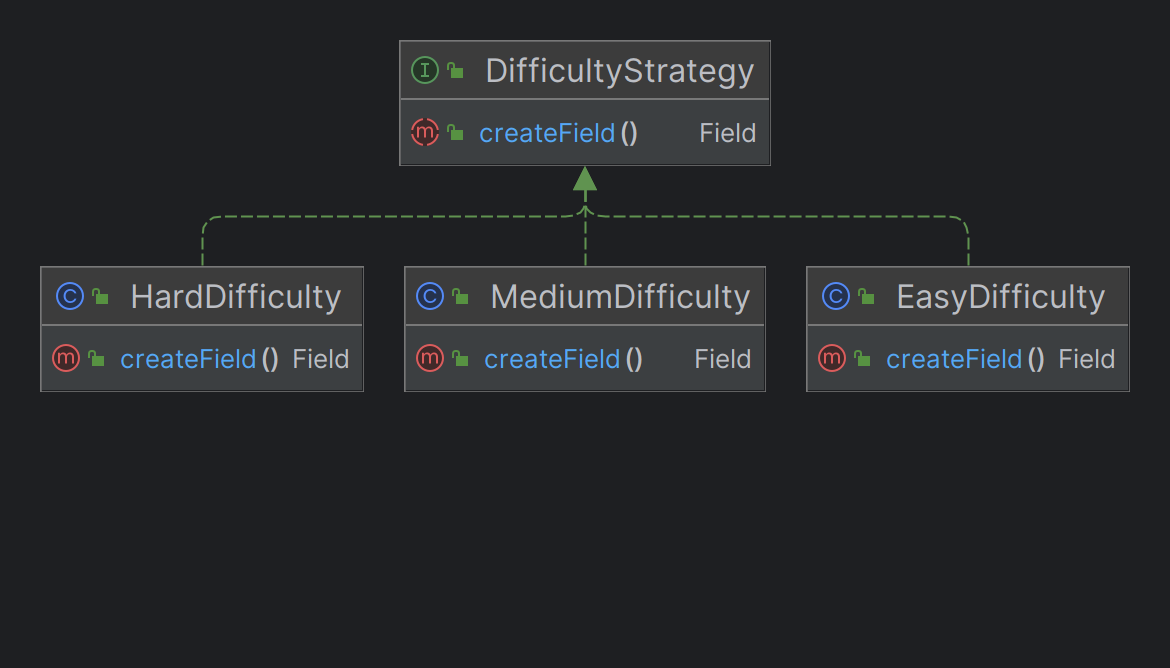 I DifficultyStrategy
m createField() Field
C HardDifficulty
m createField() Field
C MediumDifficulty
m createField() Field
C EasyDifficulty
m createField() Field